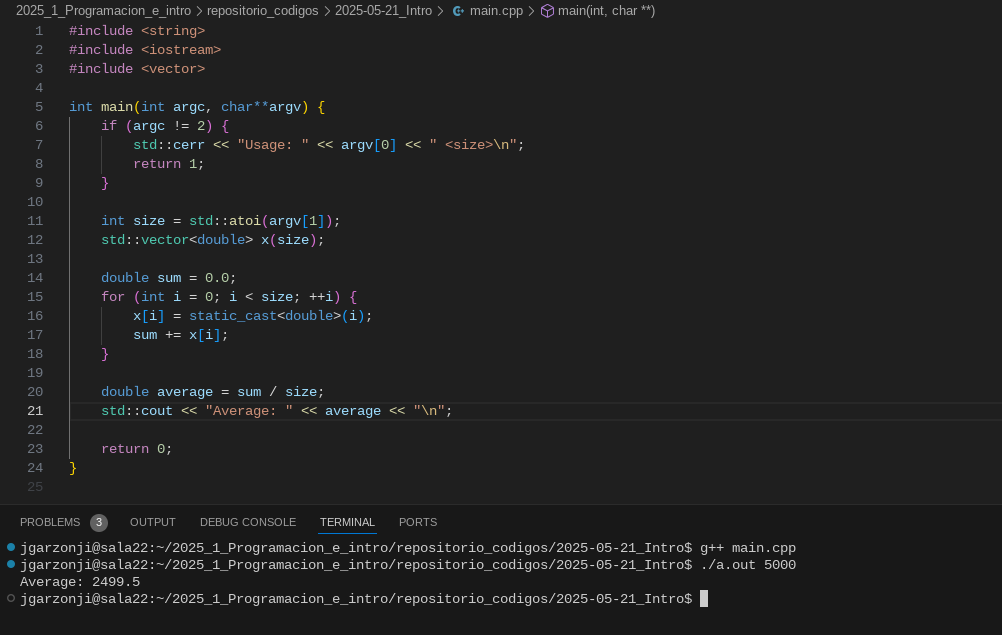 2025_1_Programacion_e_intro > repositorio_codigos > 2025-05-21_Intro > main.cpp > main(int, char **)
1 #include <string>
2 #include <iostream>
3 #include <vector>
4
5 int main(int argc, char**argv) {
6     if (argc != 2) {
7         std::cerr << "Usage: " << argv[0] << " <size>\n";
8         return 1;
9     }
10
11     int size = std::atoi(argv[1]);
12     std::vector<double> x(size);
13
14     double sum = 0.0;
15     for (int i = 0; i < size; ++i) {
16         x[i] = static_cast<double>(i);
17         sum += x[i];
18     }
19
20     double average = sum / size;
21     std::cout << "Average: " << average << "\n";
22
23     return 0;
24 }
25
PROBLEMS 3 OUTPUT DEBUG CONSOLE TERMINAL PORTS
jgarzonji@sala22:~/2025_1_Programacion_e_intro/repositorio_codigos/2025-05-21_Intro$ g++ main.cpp
jgarzonji@sala22:~/2025_1_Programacion_e_intro/repositorio_codigos/2025-05-21_Intro$ ./a.out 5000
Average: 2499.5
jgarzonji@sala22:~/2025_1_Programacion_e_intro/repositorio_codigos/2025-05-21_Intro$